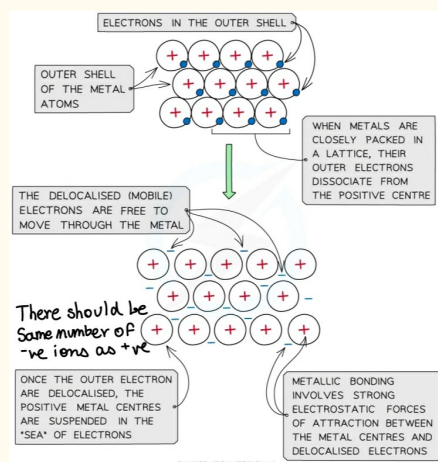 ELECTRONS IN THE OUTER SHELL
OUTER SHELL
OF THE METAL
ATOMS
WHEN METALS ARE
CLOSELY PACKED IN
A LATTICE, THEIR
OUTER ELECTRONS
DISSOCIATE FROM
THE POSITIVE CENTRE
THE DELOCALISED (MOBILE)
ELECTRONS ARE FREE TO
MOVE THROUGH THE METAL
There should be
same number of
-ve ions as +ve
ONCE THE OUTER ELECTRON
ARE DELOCALISED, THE
POSITIVE METAL CENTRES
ARE SUSPENDED IN THE
"SEA" OF ELECTRONS
METALLIC BONDING
INVOLVES STRONG
ELECTROSTATIC FORCES
OF ATTRACTION BETWEEN
THE METAL CENTRES AND
DELOCALISED ELECTRONS